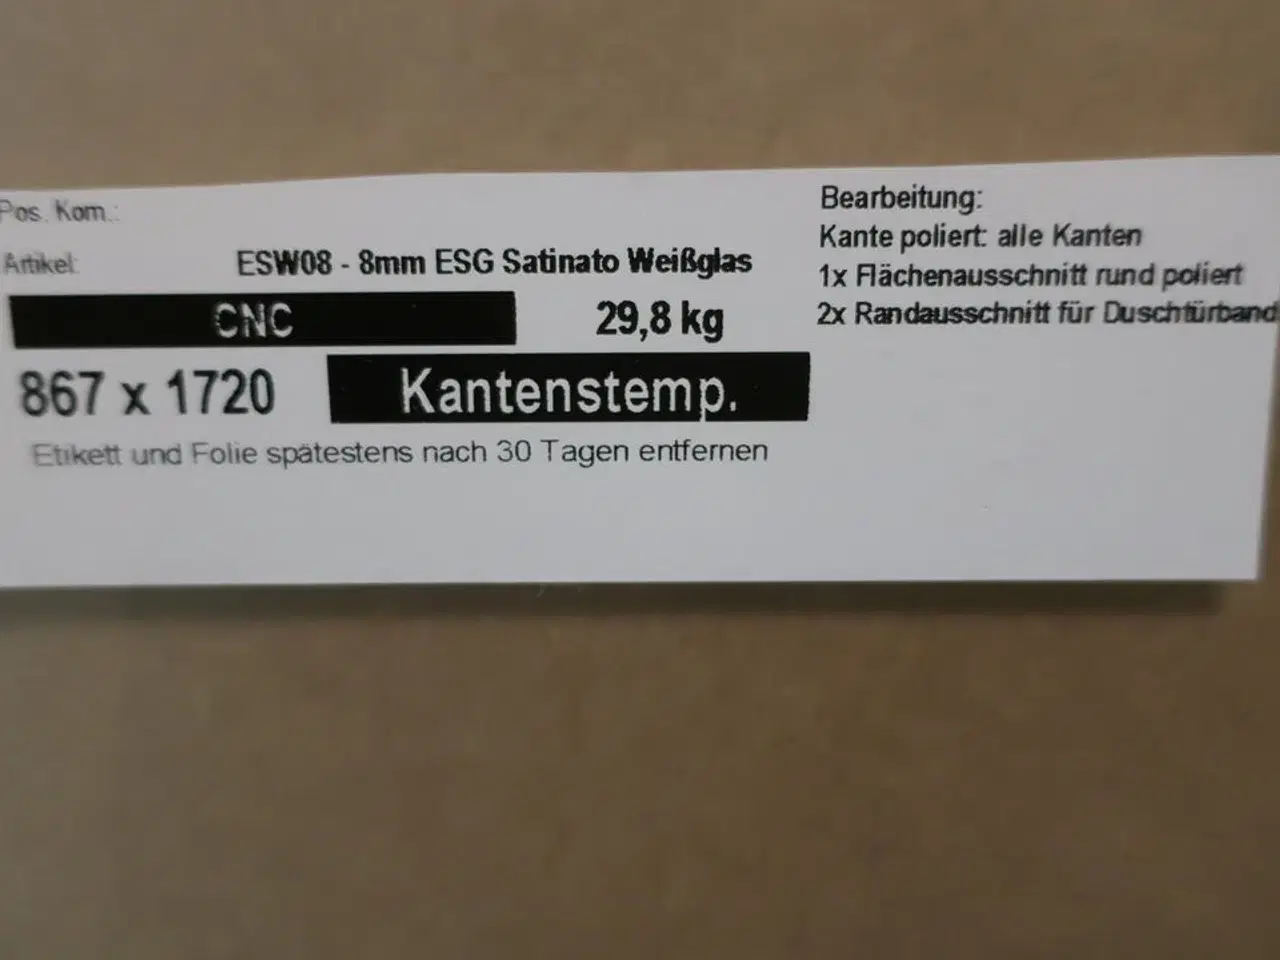 Pos. Kom.:
Artikel: ESW08 - 8mm ESG Satinato Weißglas
CNC 29,8 kg
867 x 1720 Kantenstemp.
Etikett und Folie spätestens nach 30 Tagen entfernen
Bearbeitung:
Kante poliert: alle Kanten
1x Flächenausschnitt rund poliert
2x Randausschnitt für Duschtürband